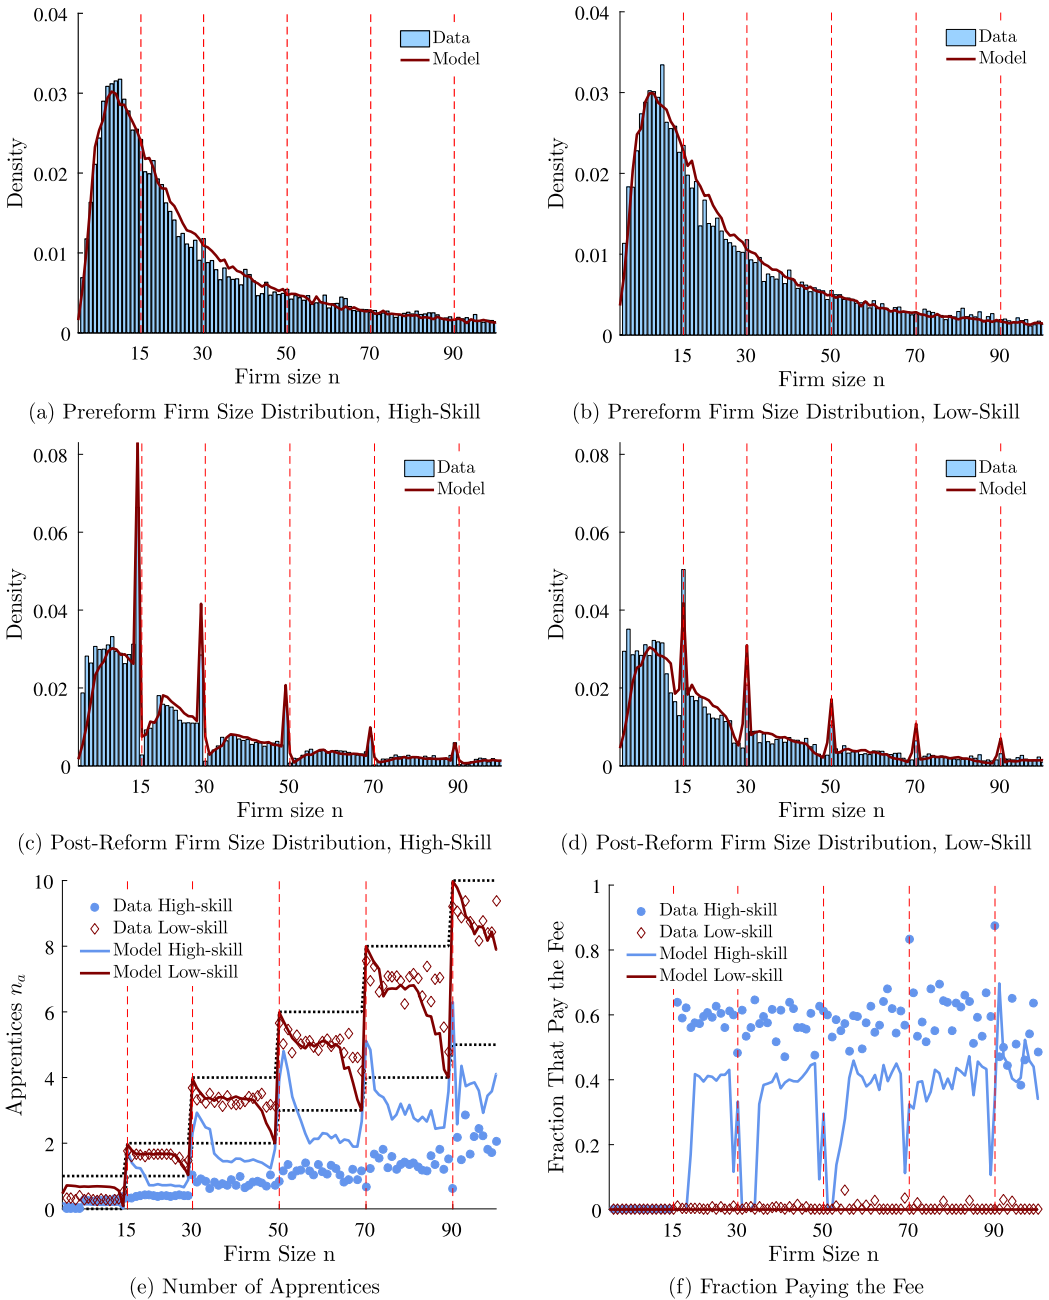 0.04
0.03
0.02
0.01
0
Density
Data
Model
15 30 50 70 90
Firm size n
(a) Prereform Firm Size Distribution, High-Skill
0.04
0.03
0.02
0.01
0
Density
Data
Model
15 30 50 70 90
Firm size n
(b) Prereform Firm Size Distribution, Low-Skill
0.08
0.06
0.04
0.02
0
Density
Data
Model
15 30 50 70 90
Firm size n
(c) Post-Reform Firm Size Distribution, High-Skill
0.08
0.06
0.04
0.02
0
Density
Data
Model
15 30 50 70 90
Firm size n
(d) Post-Reform Firm Size Distribution, Low-Skill
10
8
6
4
2
0
Apprentices nₐ
Data High-skill
Data Low-skill
Model High-skill
Model Low-skill
15 30 50 70 90
Firm Size n
(e) Number of Apprentices
1
0.8
0.6
0.4
0.2
0
Fraction That Pay the Fee
Data High-skill
Data Low-skill
Model High-skill
Model Low-skill
15 30 50 70 90
Firm Size n
(f) Fraction Paying the Fee